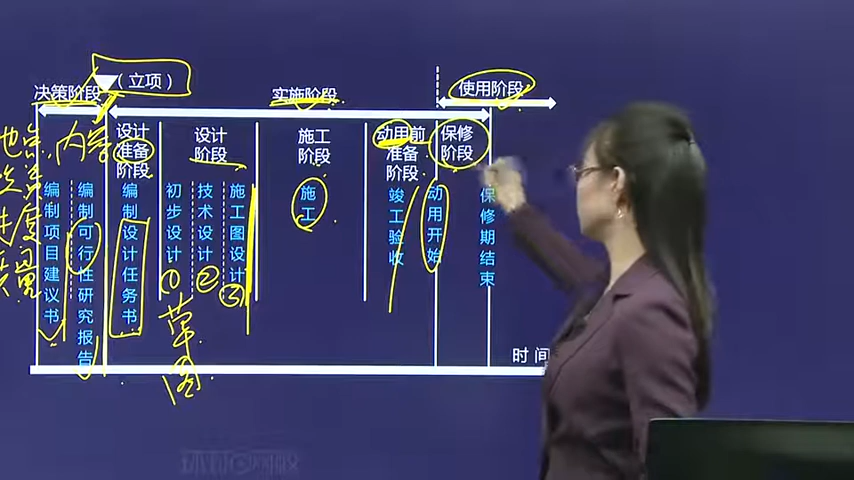 决策阶段
（立项）
实施阶段
使用阶段
设计
准备
阶段
设计
阶段
施工
阶段
动用前
准备
阶段
保修
阶段
内容
编制项目建议书
编制可行性研究报告
编制设计任务书
初步设计
技术设计
施工图设计
施工
竣工验收
动用开始
保修期结束
①
②
③
草图
时间